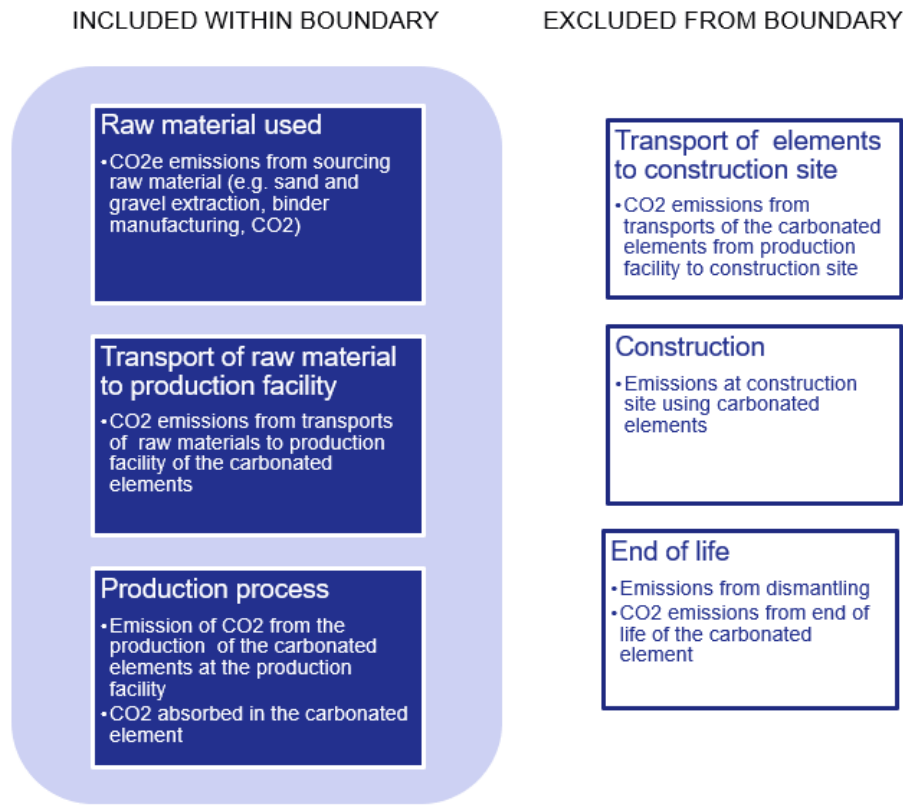 INCLUDED WITHIN BOUNDARY
Raw material used
•CO2e emissions from sourcing
raw material (e.g. sand and
gravel extraction, binder
manufacturing, CO2)
Transport of raw material
to production facility
•CO2 emissions from transports
of raw materials to production
facility of the carbonated
elements
Production process
•Emission of CO2 from the
production of the carbonated
elements at the production
facility
•CO2 absorbed in the carbonated
element
EXCLUDED FROM BOUNDARY
Transport of elements
to construction site
•CO2 emissions from
transports of the carbonated
elements from production
facility to construction site
Construction
•Emissions at construction
site using carbonated
elements
End of life
•Emissions from dismantling
•CO2 emissions from end of
life of the carbonated
element